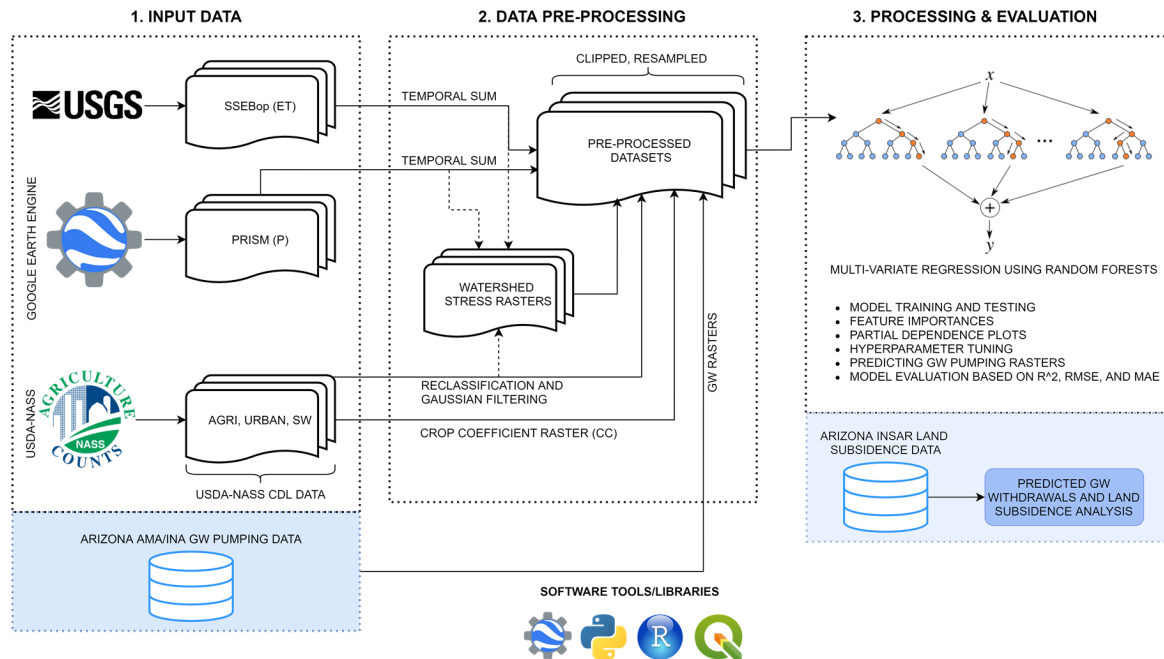 1. INPUT DATA
2. DATA PRE-PROCESSING
3. PROCESSING & EVALUATION
USGS
SSEBop (ET)
GOOGLE EARTH ENGINE
PRISM (P)
USDA-NASS
AGRICULTURE
NASS
COUNTS
AGRI, URBAN, SW
USDA-NASS CDL DATA
ARIZONA AMA/INA GW PUMPING DATA
TEMPORAL SUM
TEMPORAL SUM
CLIPPED, RESAMPLED
PRE-PROCESSED
DATASETS
WATERSHED
STRESS RASTERS
RECLASSIFICATION AND
GAUSSIAN FILTERING
CROP COEFFICIENT RASTER (CC)
GW RASTERS
x
...
+
y
MULTI-VARIATE REGRESSION USING RANDOM FORESTS
• MODEL TRAINING AND TESTING
• FEATURE IMPORTANCES
• PARTIAL DEPENDENCE PLOTS
• HYPERPARAMETER TUNING
• PREDICTING GW PUMPING RASTERS
• MODEL EVALUATION BASED ON R^2, RMSE, AND MAE
ARIZONA INSAR LAND
SUBSIDENCE DATA
PREDICTED GW
WITHDRAWALS AND LAND
SUBSIDENCE ANALYSIS
SOFTWARE TOOLS/LIBRARIES
R